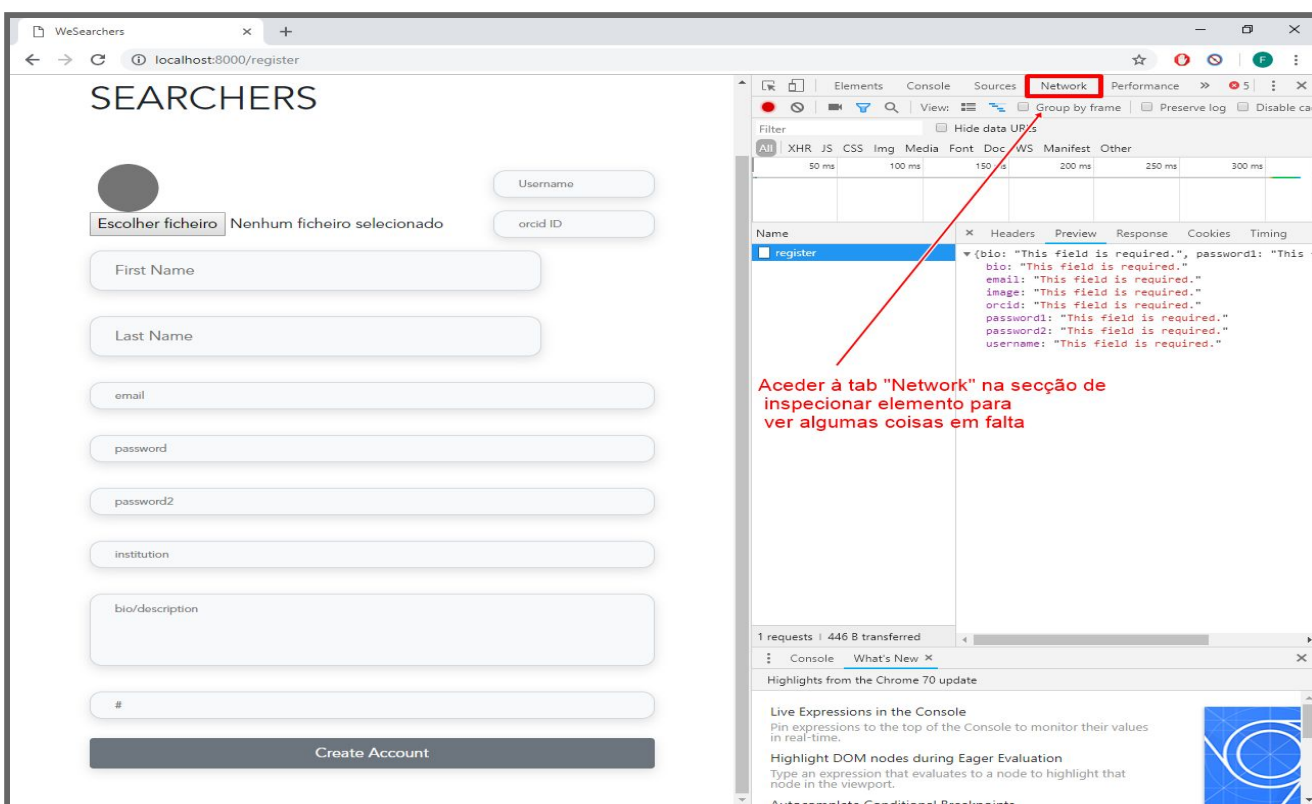 WeSearchers
localhost:8000/register
F
SEARCHERS
Username
Escolher ficheiro Nenhum ficheiro selecionado
orcid ID
First Name
Last Name
email
password
password2
institution
bio/description
#
Create Account
Elements Console Sources Network Performance » 5
View: Group by frame Preserve log Disable ca
Filter Hide data URLs
All XHR JS CSS Img Media Font Doc WS Manifest Other
50 ms 100 ms 150 ms 200 ms 250 ms 300 ms
Name
register
Headers Preview Response Cookies Timing
{bio: "This field is required.", password1: "This
bio: "This field is required."
email: "This field is required."
image: "This field is required."
orcid: "This field is required."
password1: "This field is required."
password2: "This field is required."
username: "This field is required."
Aceder à tab "Network" na secção de
inspecionar elemento para
ver algumas coisas em falta
1 requests | 446 B transferred
Console What's New
Highlights from the Chrome 70 update
Live Expressions in the Console
Pin expressions to the top of the Console to monitor their values
in real-time.
Highlight DOM nodes during Eager Evaluation
Type an expression that evaluates to a node to highlight that
node in the viewport.
Autocomplete Conditional Breakpoints